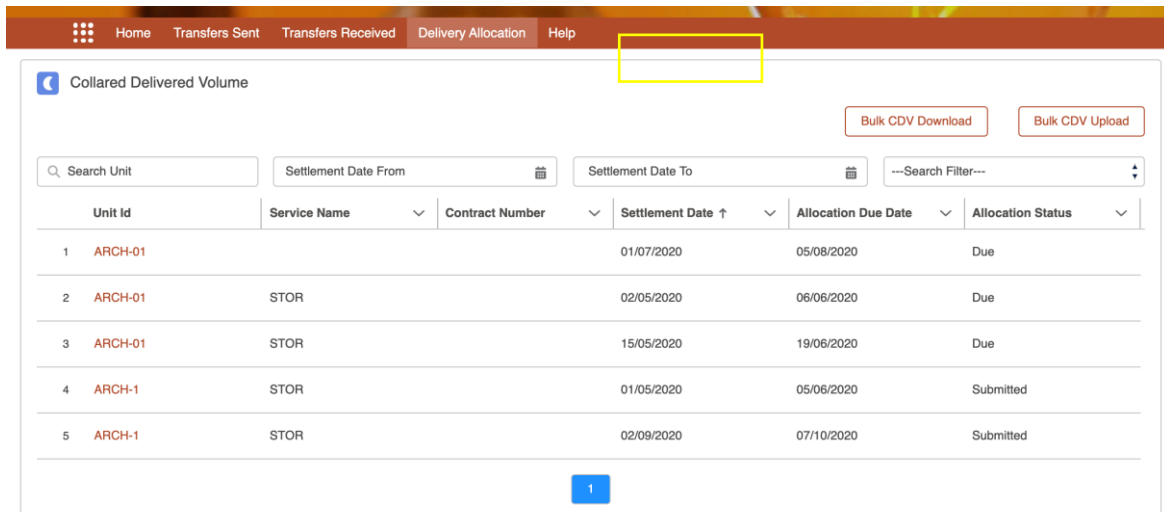 Home Transfers Sent Transfers Received Delivery Allocation Help
Collared Delivered Volume
Bulk CDV Download Bulk CDV Upload
Search Unit Settlement Date From Settlement Date To ---Search Filter---
Unit Id Service Name Contract Number Settlement Date ↑ Allocation Due Date Allocation Status
1 ARCH-01 01/07/2020 05/08/2020 Due
2 ARCH-01 STOR 02/05/2020 06/06/2020 Due
3 ARCH-01 STOR 15/05/2020 19/06/2020 Due
4 ARCH-1 STOR 01/05/2020 05/06/2020 Submitted
5 ARCH-1 STOR 02/09/2020 07/10/2020 Submitted
1